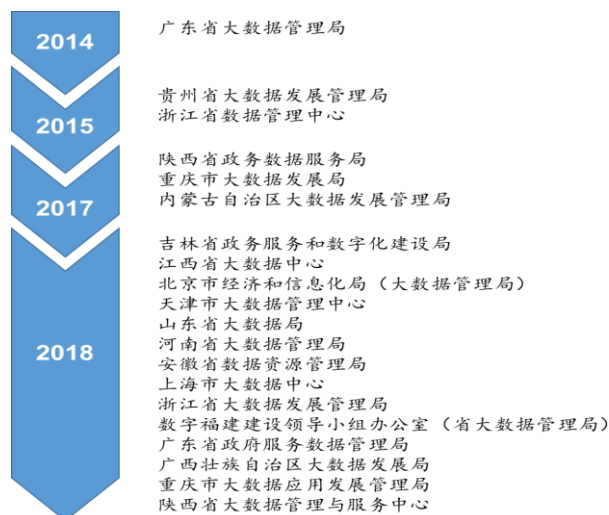 2014
广东省大数据管理局
2015
贵州省大数据发展管理局
浙江省数据管理中心
2017
陕西省政务数据服务局
重庆市大数据发展局
内蒙古自治区大数据发展管理局
2018
吉林省政务服务和数字化建设局
江西省大数据中心
北京市经济和信息化局（大数据管理局）
天津市大数据管理中心
山东省大数据局
河南省大数据管理局
安徽省数据资源管理局
上海市大数据中心
浙江省大数据发展管理局
数字福建建设领导小组办公室（省大数据管理局）
广东省政府服务数据管理局
广西壮族自治区大数据发展局
重庆市大数据应用发展管理局
陕西省大数据管理与服务中心